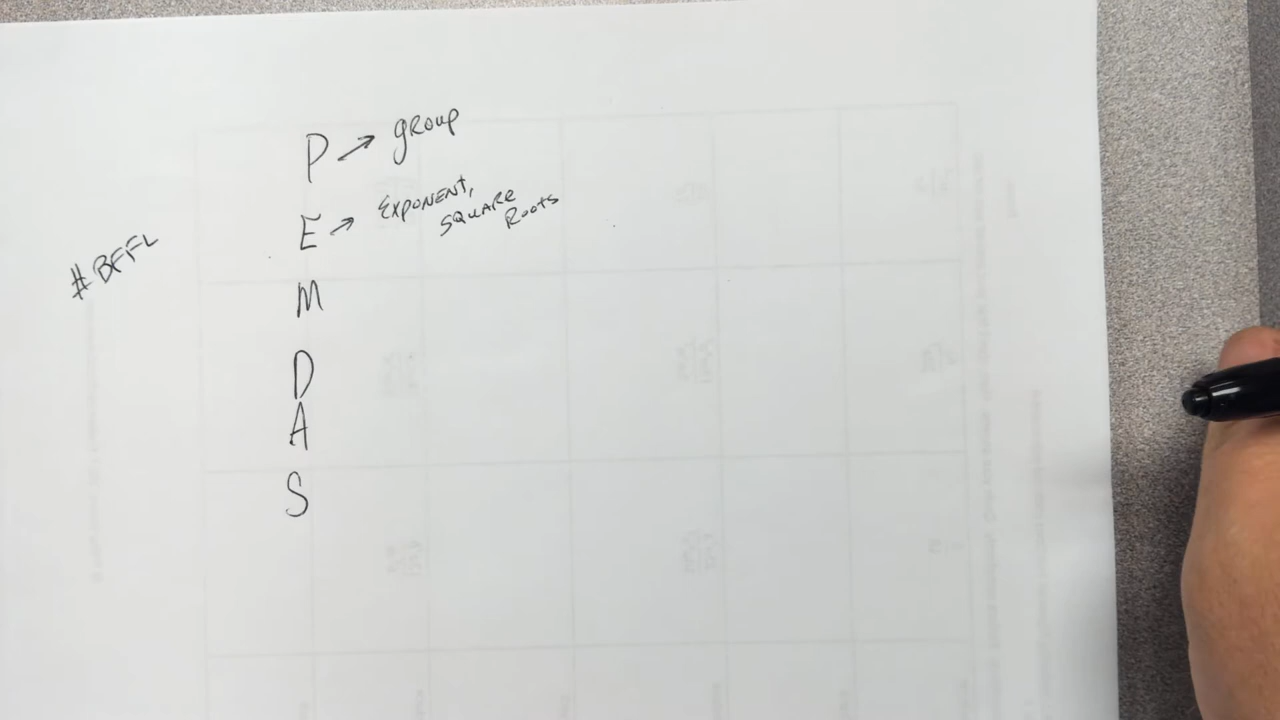 P → group
E → EXPONENT,
SQUARE
ROOTS
#BFFL
M
D
A
S